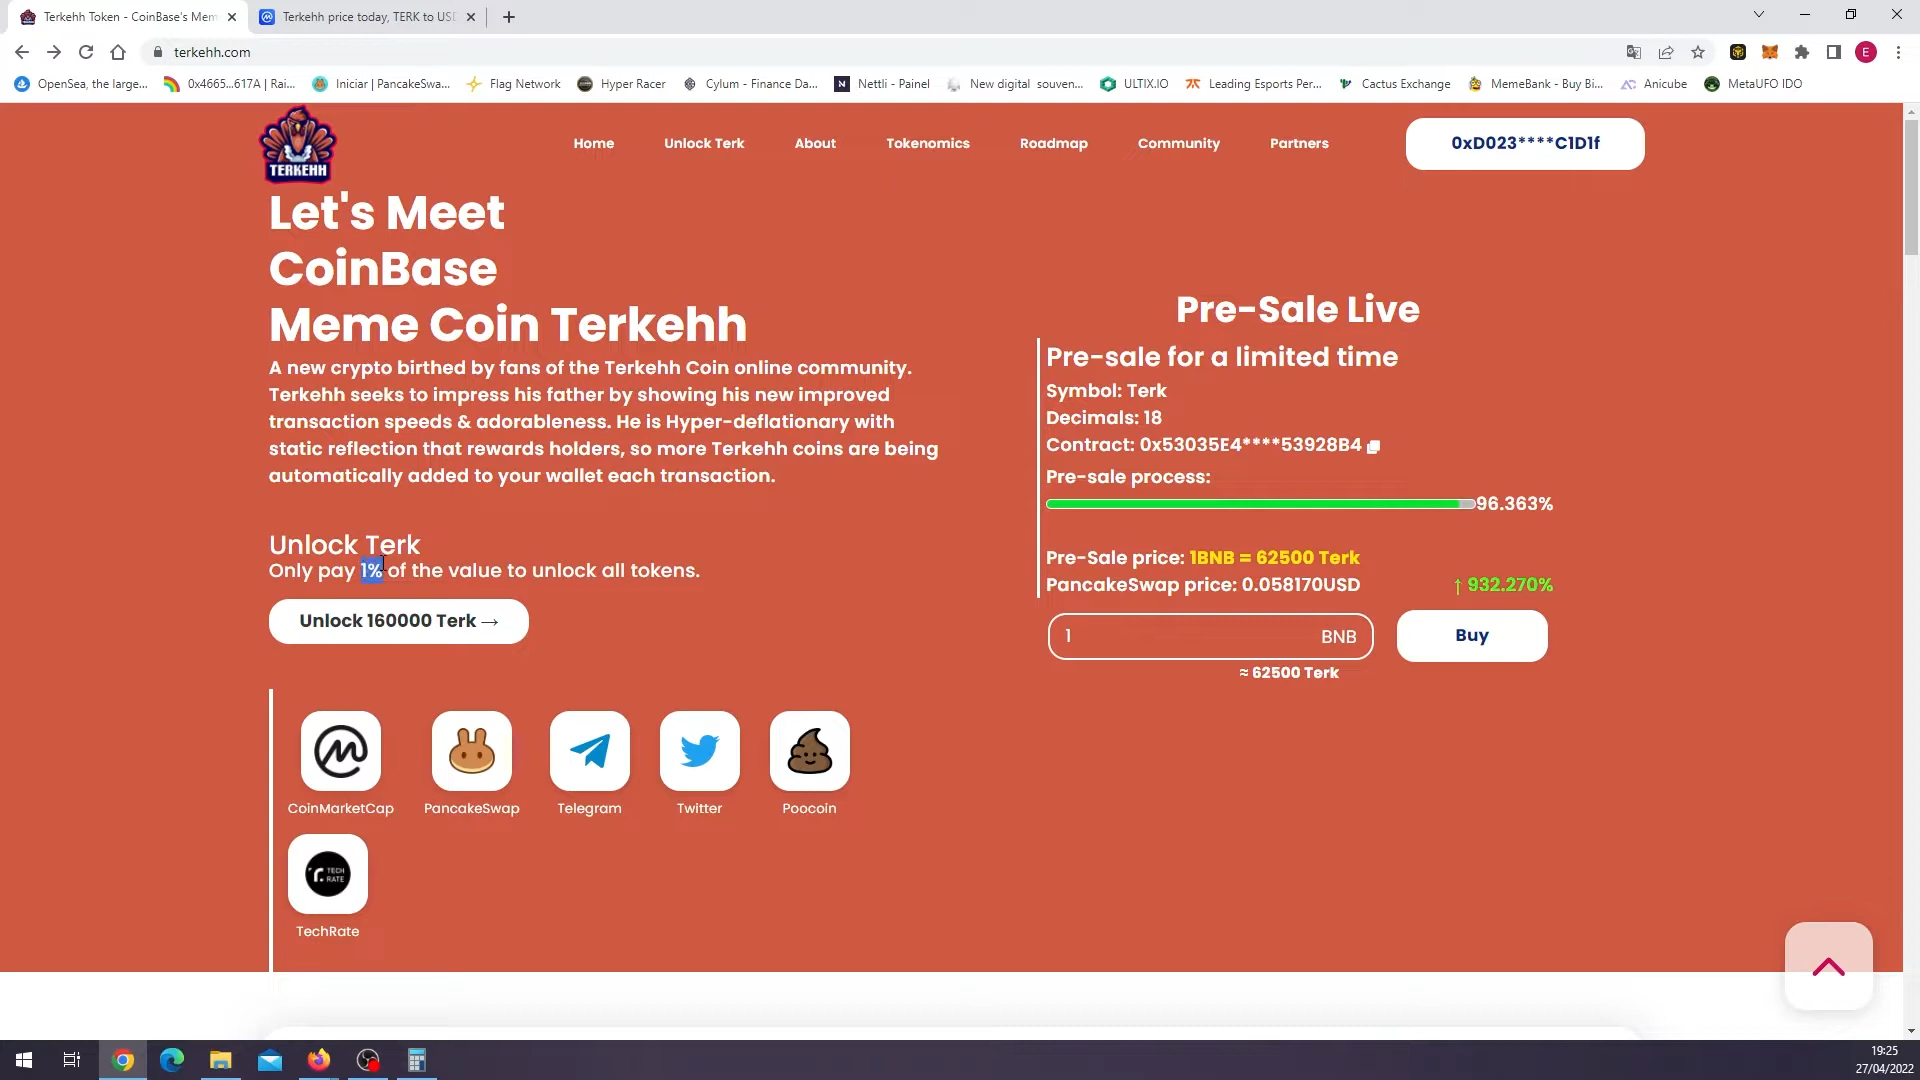 Terkehh Token - CoinBase's Mem
Terkehh price today, TERK to USD
terkehh.com
E
OpenSea, the large...
0x4665...617A | Rai...
Iniciar | PancakeSwa...
Flag Network
Hyper Racer
Cylum - Finance Da...
N
Nettli - Painel
New digital souven...
ULTIX.IO
Leading Esports Per...
Cactus Exchange
MemeBank - Buy Bi...
Anicube
MetaUFO IDO
TERKEHH
Home
Unlock Terk
About
Tokenomics
Roadmap
Community
Partners
0xD023****C1D1f
Let's Meet
CoinBase
Meme Coin Terkehh
A new crypto birthed by fans of the Terkehh Coin online community.
Terkehh seeks to impress his father by showing his new improved
transaction speeds & adorableness. He is Hyper-deflationary with
static reflection that rewards holders, so more Terkehh coins are being
automatically added to your wallet each transaction.
Unlock Terk
Only pay 1% of the value to unlock all tokens.
Unlock 160000 Terk →
CoinMarketCap
PancakeSwap
Telegram
Twitter
Poocoin
TECH
RATE
TechRate
Pre-Sale Live
Pre-sale for a limited time
Symbol: Terk
Decimals: 18
Contract: 0x53035E4****53928B4
Pre-sale process:
96.363%
Pre-Sale price: 1BNB = 62500 Terk
PancakeSwap price: 0.058170USD ↑ 932.270%
1 BNB
Buy
≈ 62500 Terk
19:25
27/04/2022